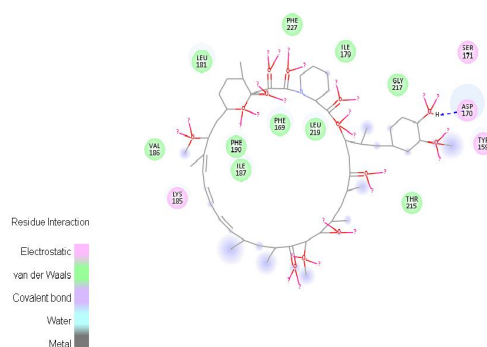 PHE
227
LEU
181
ILE
179
SER
171
GLY
217
ASP
170
PHE
169
LEU
219
VAL
186
PHE
190
ILE
187
LYS
185
THR
215
H
Residue Interaction
Electrostatic
van der Waals
Covalent bond
Water
Metal